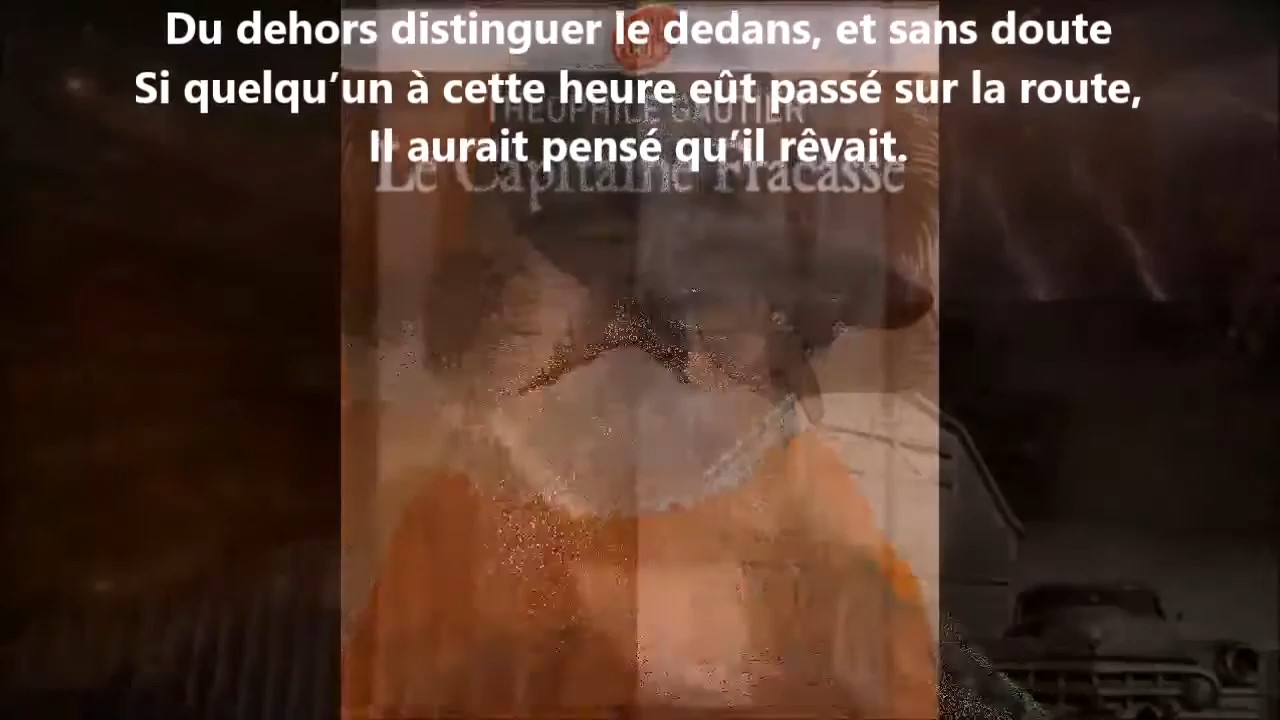 Du dehors distinguer le dedans, et sans doute
Si quelqu’un à cette heure eût passé sur la route,
THÉOPHILE GAUTIER
Il aurait pensé qu’il rêvait.
Le Capitaine Fracasse